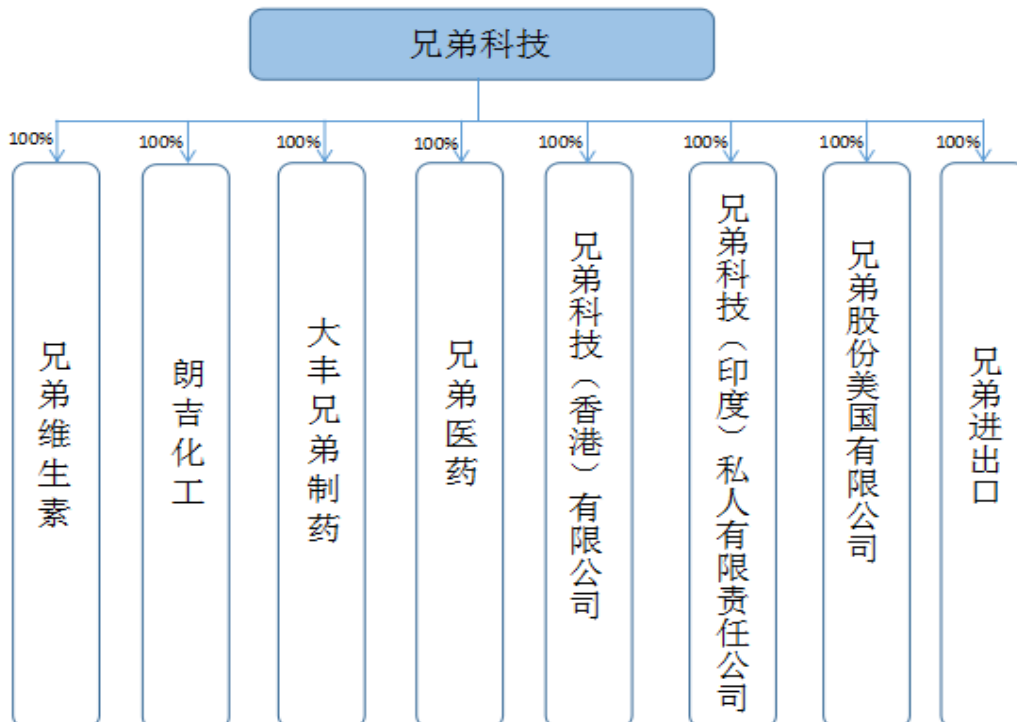 兄弟科技
100%
100%
100%
100%
100%
100%
100%
100%
兄弟维生素
朗吉化工
大丰兄弟制药
兄弟医药
兄弟科技（香港）有限公司
兄弟科技（印度）私人有限责任公司
兄弟股份美国有限公司
兄弟进出口